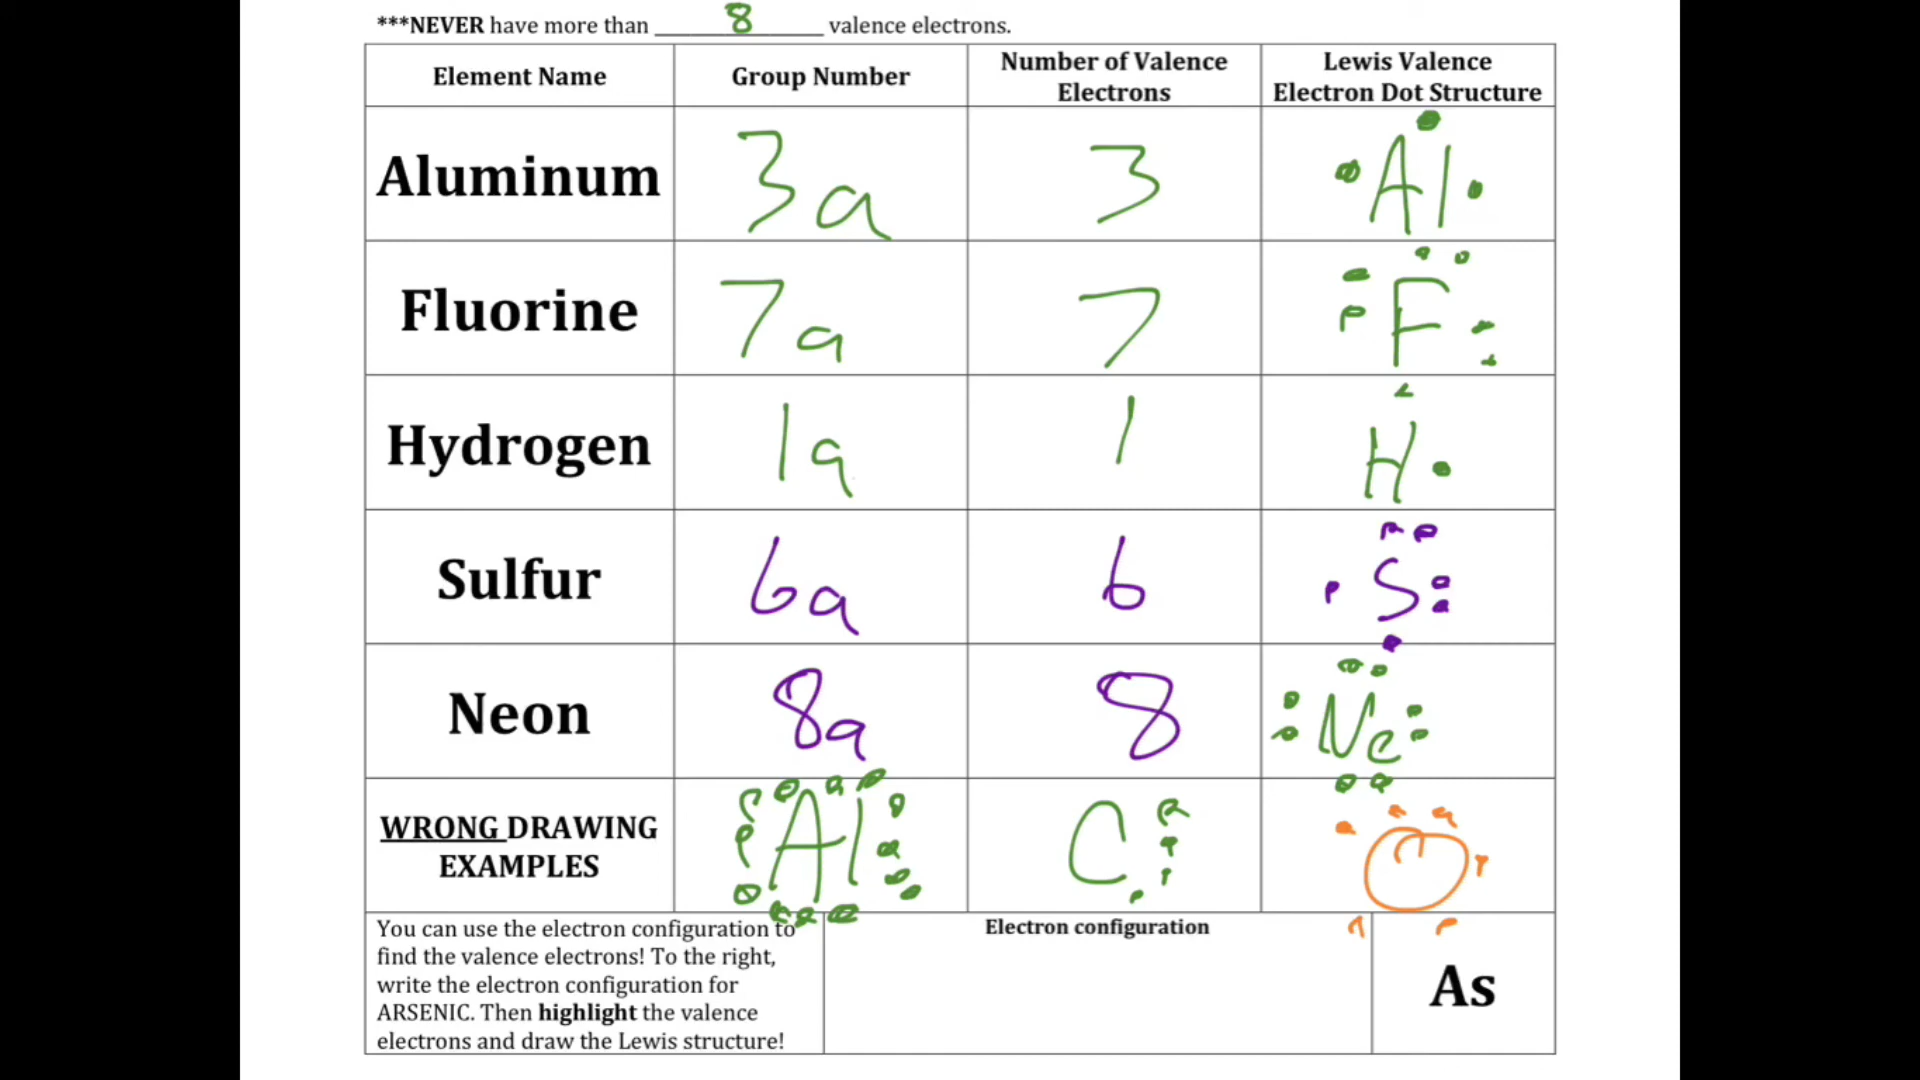 ***NEVER have more than 8 valence electrons.
Element Name Group Number Number of Valence Electrons Lewis Valence Electron Dot Structure
Aluminum 3a 3 Al
Fluorine 7a 7 F
Hydrogen 1a 1 H
Sulfur 6a 6 S
Neon 8a 8 Ne
WRONG DRAWING EXAMPLES Al C O
You can use the electron configuration to
find the valence electrons! To the right,
write the electron configuration for
ARSENIC. Then highlight the valence
electrons and draw the Lewis structure!
Electron configuration
As